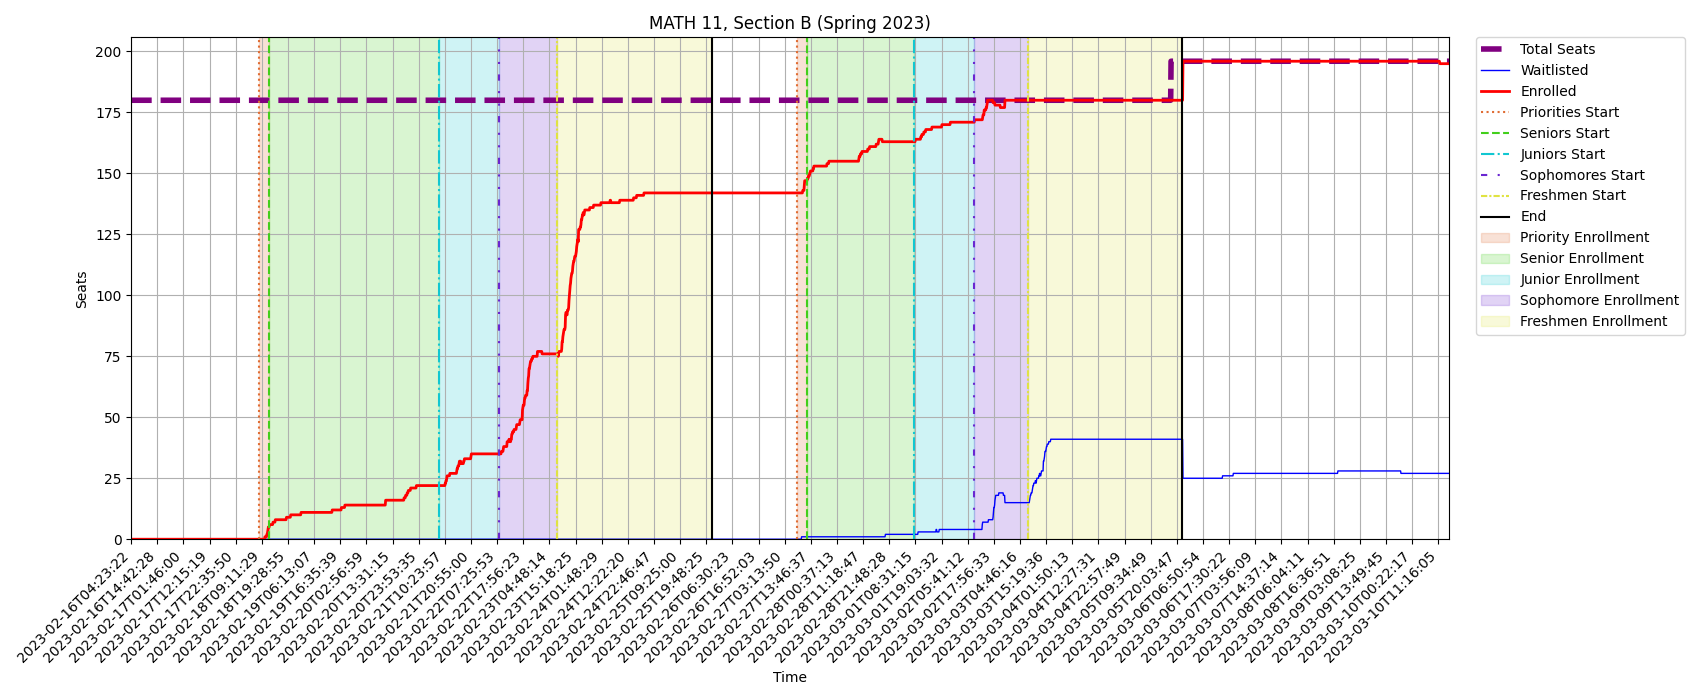 MATH 11, Section B (Spring 2023)
Seats
200
175
150
125
100
75
50
25
0
2023-02-16T04:23:22
2023-02-16T14:42:28
2023-02-17T01:46:00
2023-02-17T12:15:19
2023-02-17T22:35:50
2023-02-18T09:11:29
2023-02-18T19:28:55
2023-02-19T06:13:07
2023-02-19T16:35:39
2023-02-20T02:56:59
2023-02-20T13:31:15
2023-02-20T23:53:35
2023-02-21T10:23:57
2023-02-21T20:55:00
2023-02-22T07:25:53
2023-02-22T17:56:23
2023-02-23T04:48:14
2023-02-23T15:18:25
2023-02-24T01:48:29
2023-02-24T12:22:20
2023-02-24T22:46:47
2023-02-25T09:25:00
2023-02-25T19:48:25
2023-02-26T06:30:23
2023-02-26T16:52:03
2023-02-27T03:13:50
2023-02-27T13:46:37
2023-02-28T00:37:13
2023-02-28T11:18:47
2023-02-28T21:48:28
2023-03-01T08:31:15
2023-03-01T19:03:32
2023-03-02T05:41:12
2023-03-02T17:56:33
2023-03-03T04:46:16
2023-03-03T15:19:36
2023-03-04T01:50:13
2023-03-04T12:27:31
2023-03-04T22:57:49
2023-03-05T09:34:49
2023-03-05T20:03:47
2023-03-06T06:50:54
2023-03-06T17:30:22
2023-03-07T03:56:09
2023-03-07T14:37:14
2023-03-08T06:04:11
2023-03-08T16:36:51
2023-03-09T03:08:25
2023-03-09T13:49:45
2023-03-10T00:22:17
2023-03-10T11:16:05
Time
Total Seats
Waitlisted
Enrolled
Priorities Start
Seniors Start
Juniors Start
Sophomores Start
Freshmen Start
End
Priority Enrollment
Senior Enrollment
Junior Enrollment
Sophomore Enrollment
Freshmen Enrollment